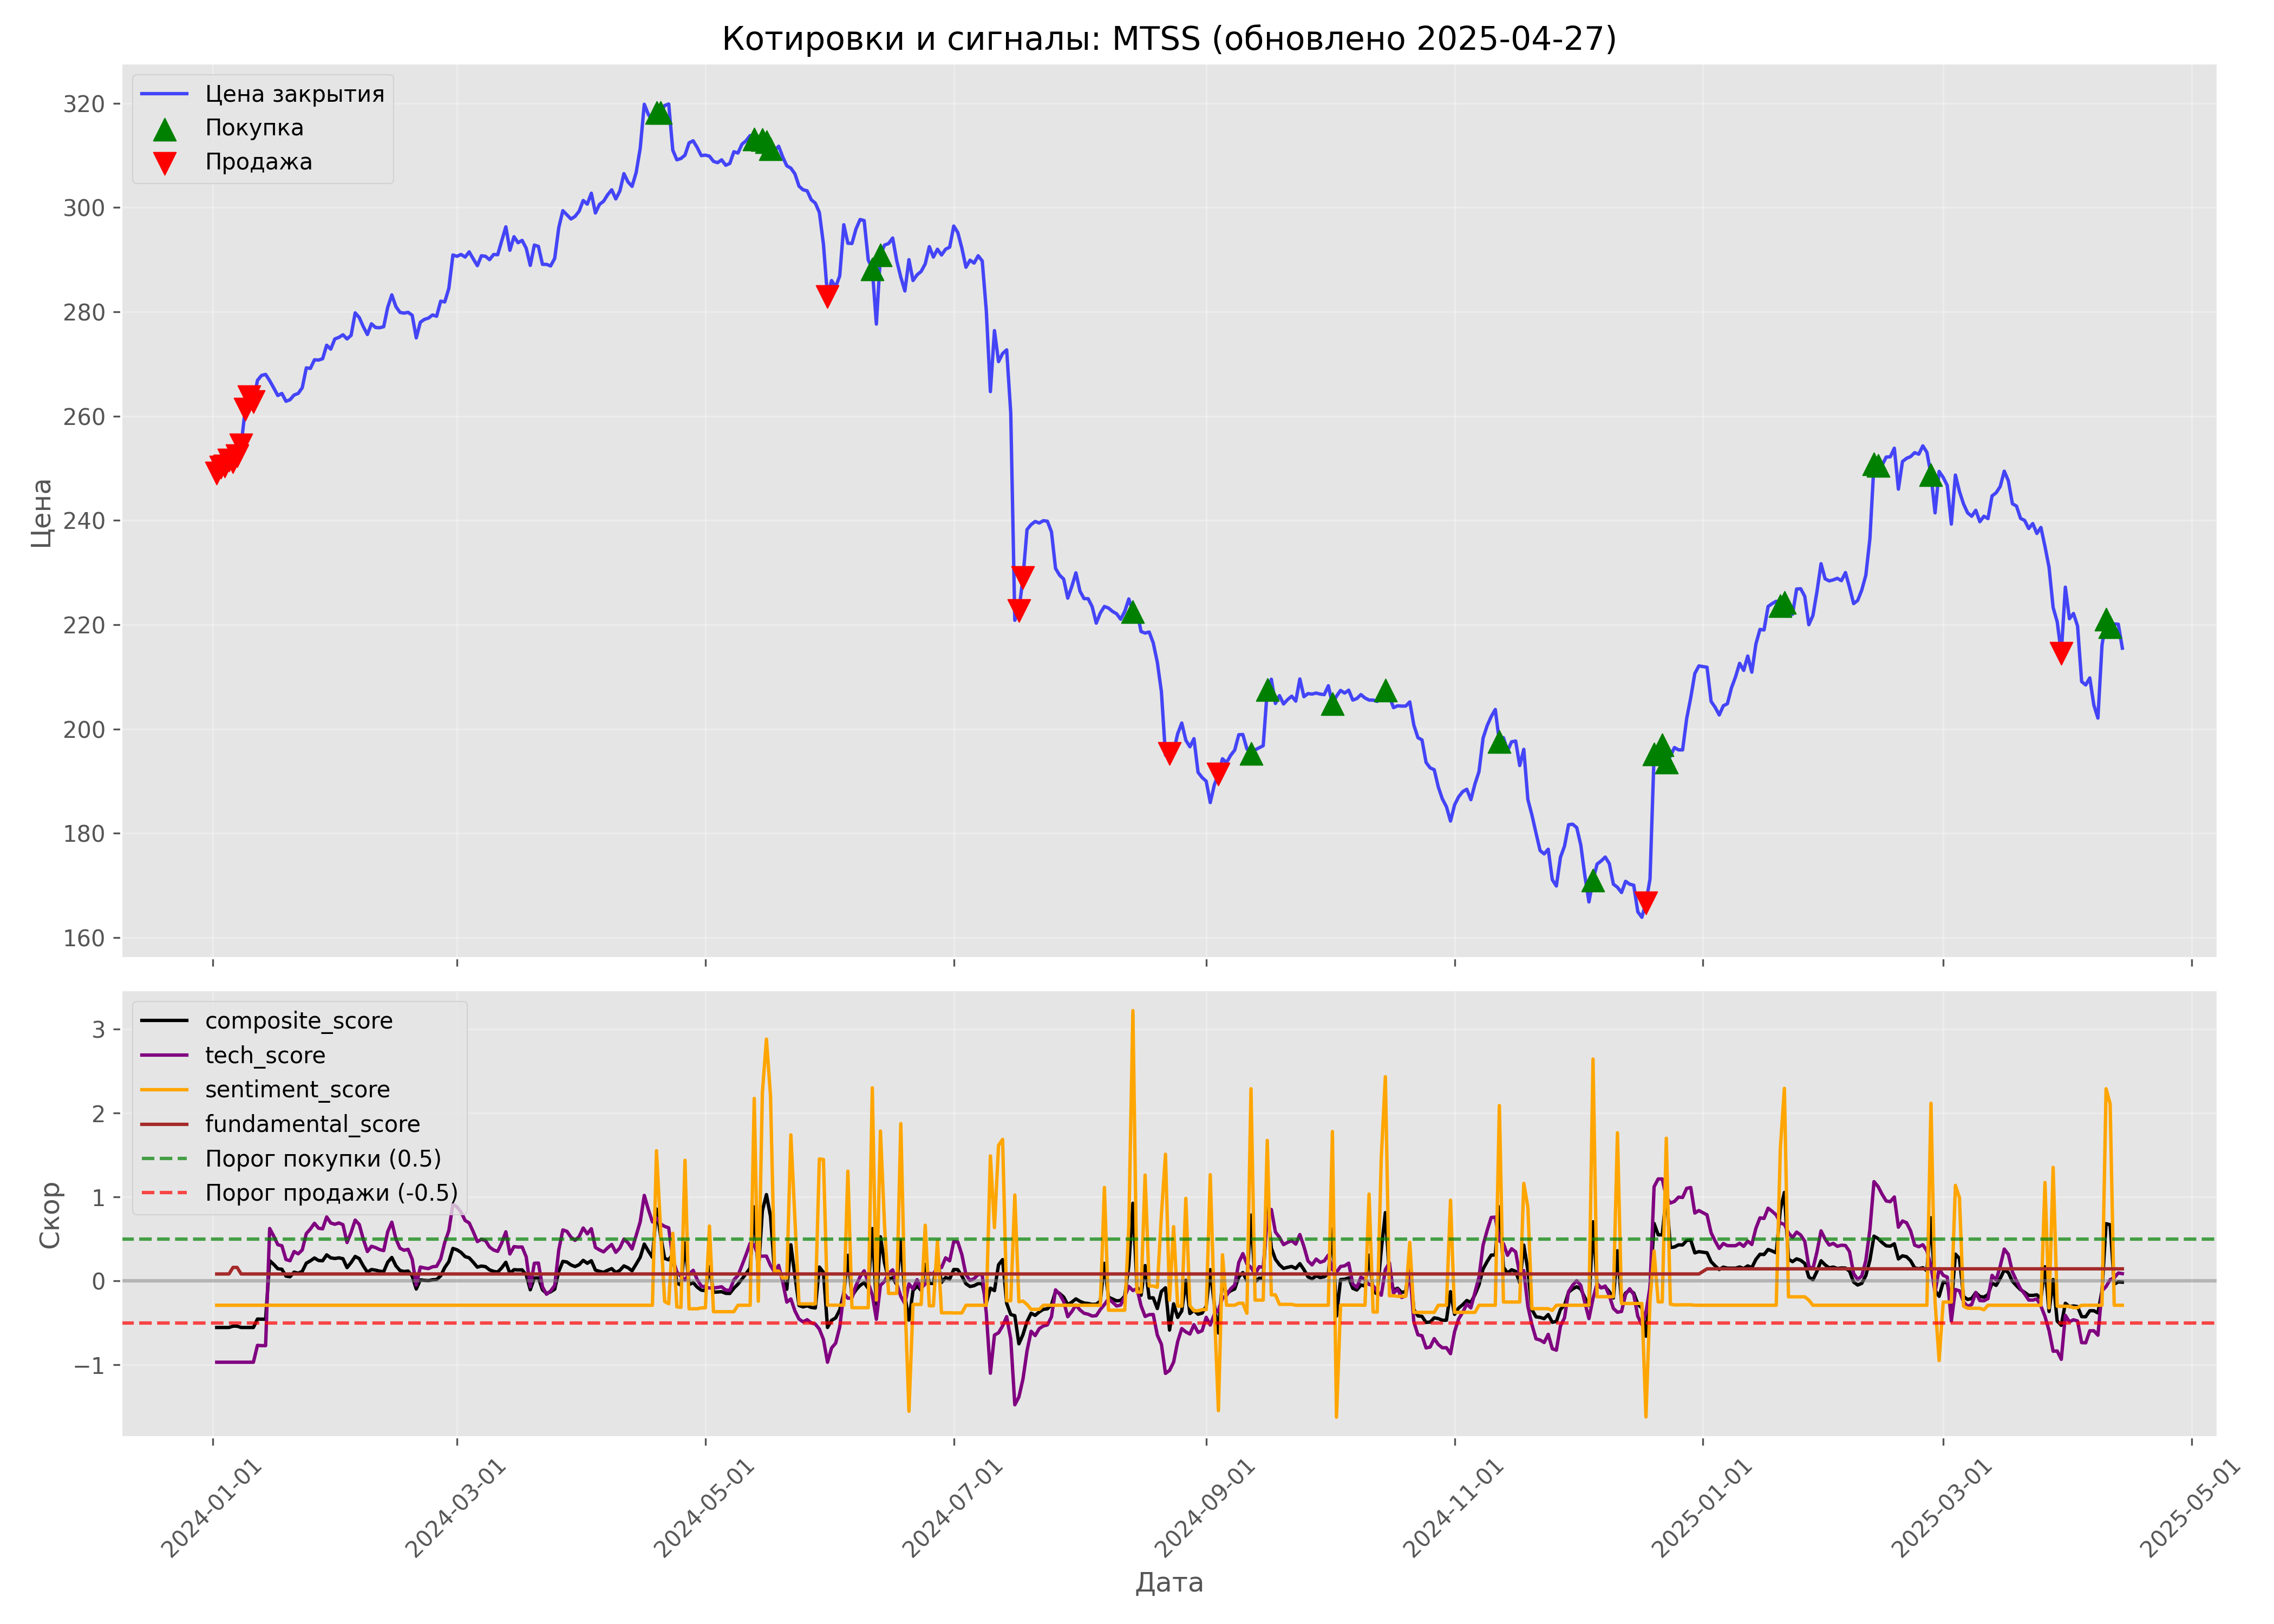 Котировки и сигналы: MTSS (обновлено 2025-04-27)
Цена закрытия
Покупка
Продажа
320
300
280
260
240
220
200
180
160
Цена
composite_score
tech_score
sentiment_score
fundamental_score
Порог покупки (0.5)
Порог продажи (-0.5)
3
2
1
0
−1
Скор
2024-01-01
2024-03-01
2024-05-01
2024-07-01
2024-09-01
2024-11-01
2025-01-01
2025-03-01
2025-05-01
Дата